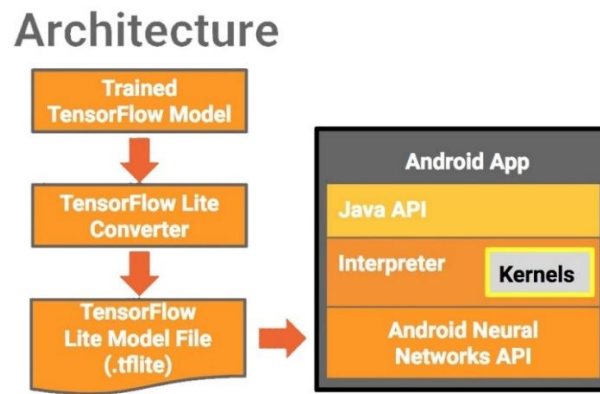 Architecture
Trained
TensorFlow Model
TensorFlow Lite
Converter
TensorFlow
Lite Model File
(.tflite)
Android App
Java API
Interpreter
Kernels
Android Neural
Networks API